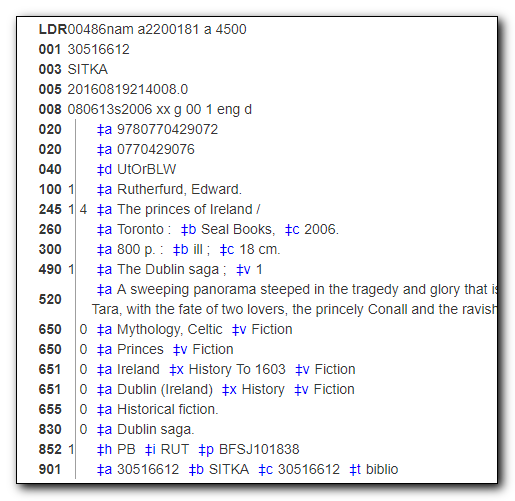 LDR00486nam a2200181 a 4500
001 30516612
003 SITKA
005 20160819214008.0
008 080613s2006 xx g 00 1 eng d
020 ‡a 9780770429072
020 ‡a 0770429076
040 ‡d UtOrBLW
100 1 ‡a Rutherfurd, Edward.
245 1 4 ‡a The princes of Ireland /
260 ‡a Toronto : ‡b Seal Books, ‡c 2006.
300 ‡a 800 p. : ‡b ill ; ‡c 18 cm.
490 1 ‡a The Dublin saga ; ‡v 1
520 ‡a A sweeping panorama steeped in the tragedy and glory that is
Tara, with the fate of two lovers, the princely Conall and the ravish
650 0 ‡a Mythology, Celtic ‡v Fiction
650 0 ‡a Princes ‡v Fiction
651 0 ‡a Ireland ‡x History To 1603 ‡v Fiction
651 0 ‡a Dublin (Ireland) ‡x History ‡v Fiction
655 0 ‡a Historical fiction.
830 0 ‡a Dublin saga.
852 1 ‡h PB ‡i RUT ‡p BFSJ101838
901 ‡a 30516612 ‡b SITKA ‡c 30516612 ‡t biblio